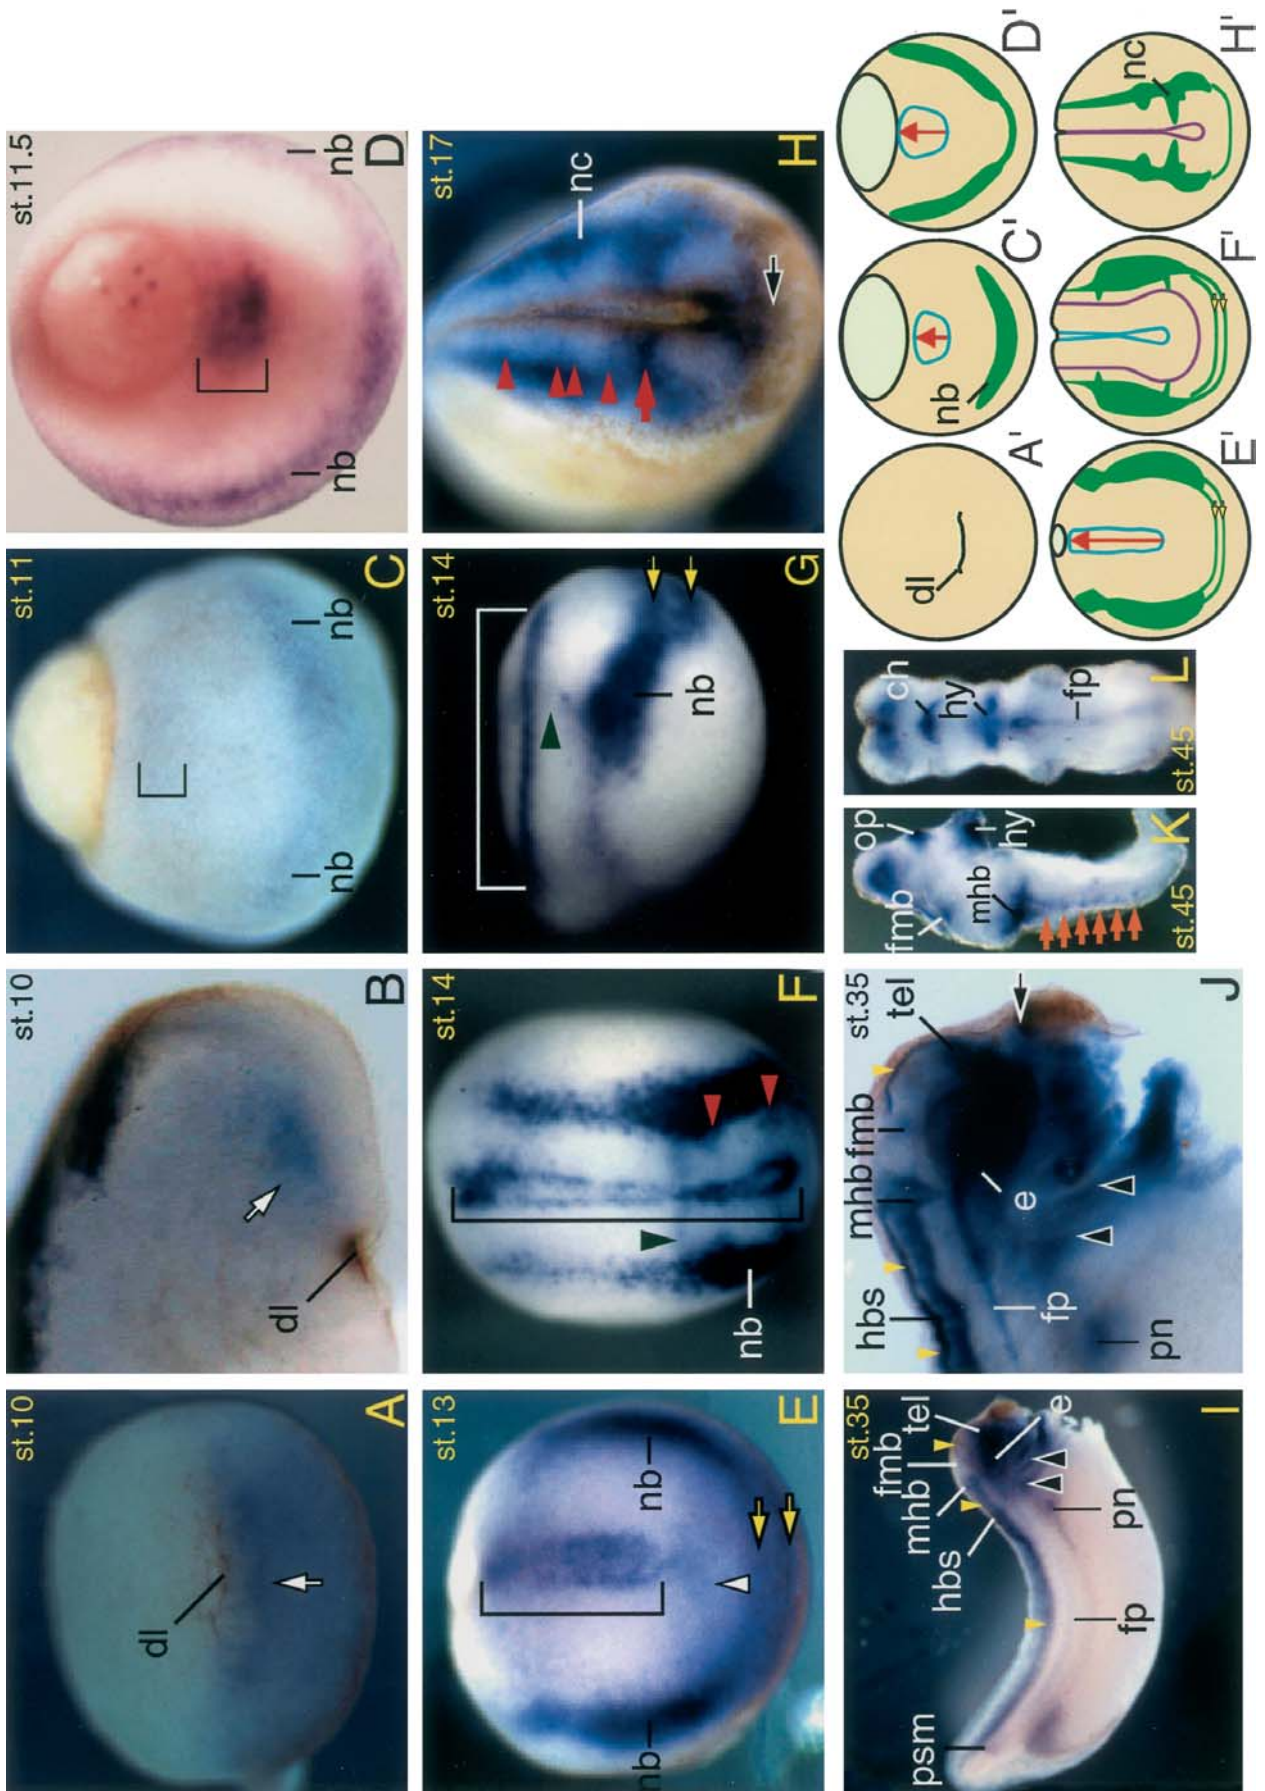 st.10
dl
A
st.10
dl
B
st.11
nb
nb
C
st.11.5
nb
nb
D
st.13
nb
nb
E
st.14
nb
F
st.14
nb
G
st.17
nc
H
st.35
psm
hbs
mhb
fmb
tel
e
pn
fp
I
st.35
hbs
mhb
fmb
tel
e
fp
pn
J
fmb
op
mhb
hy
st.45
K
ch
hy
fp
st.45
L
dl
A'
nb
C'
D'
E'
F'
nc
H'